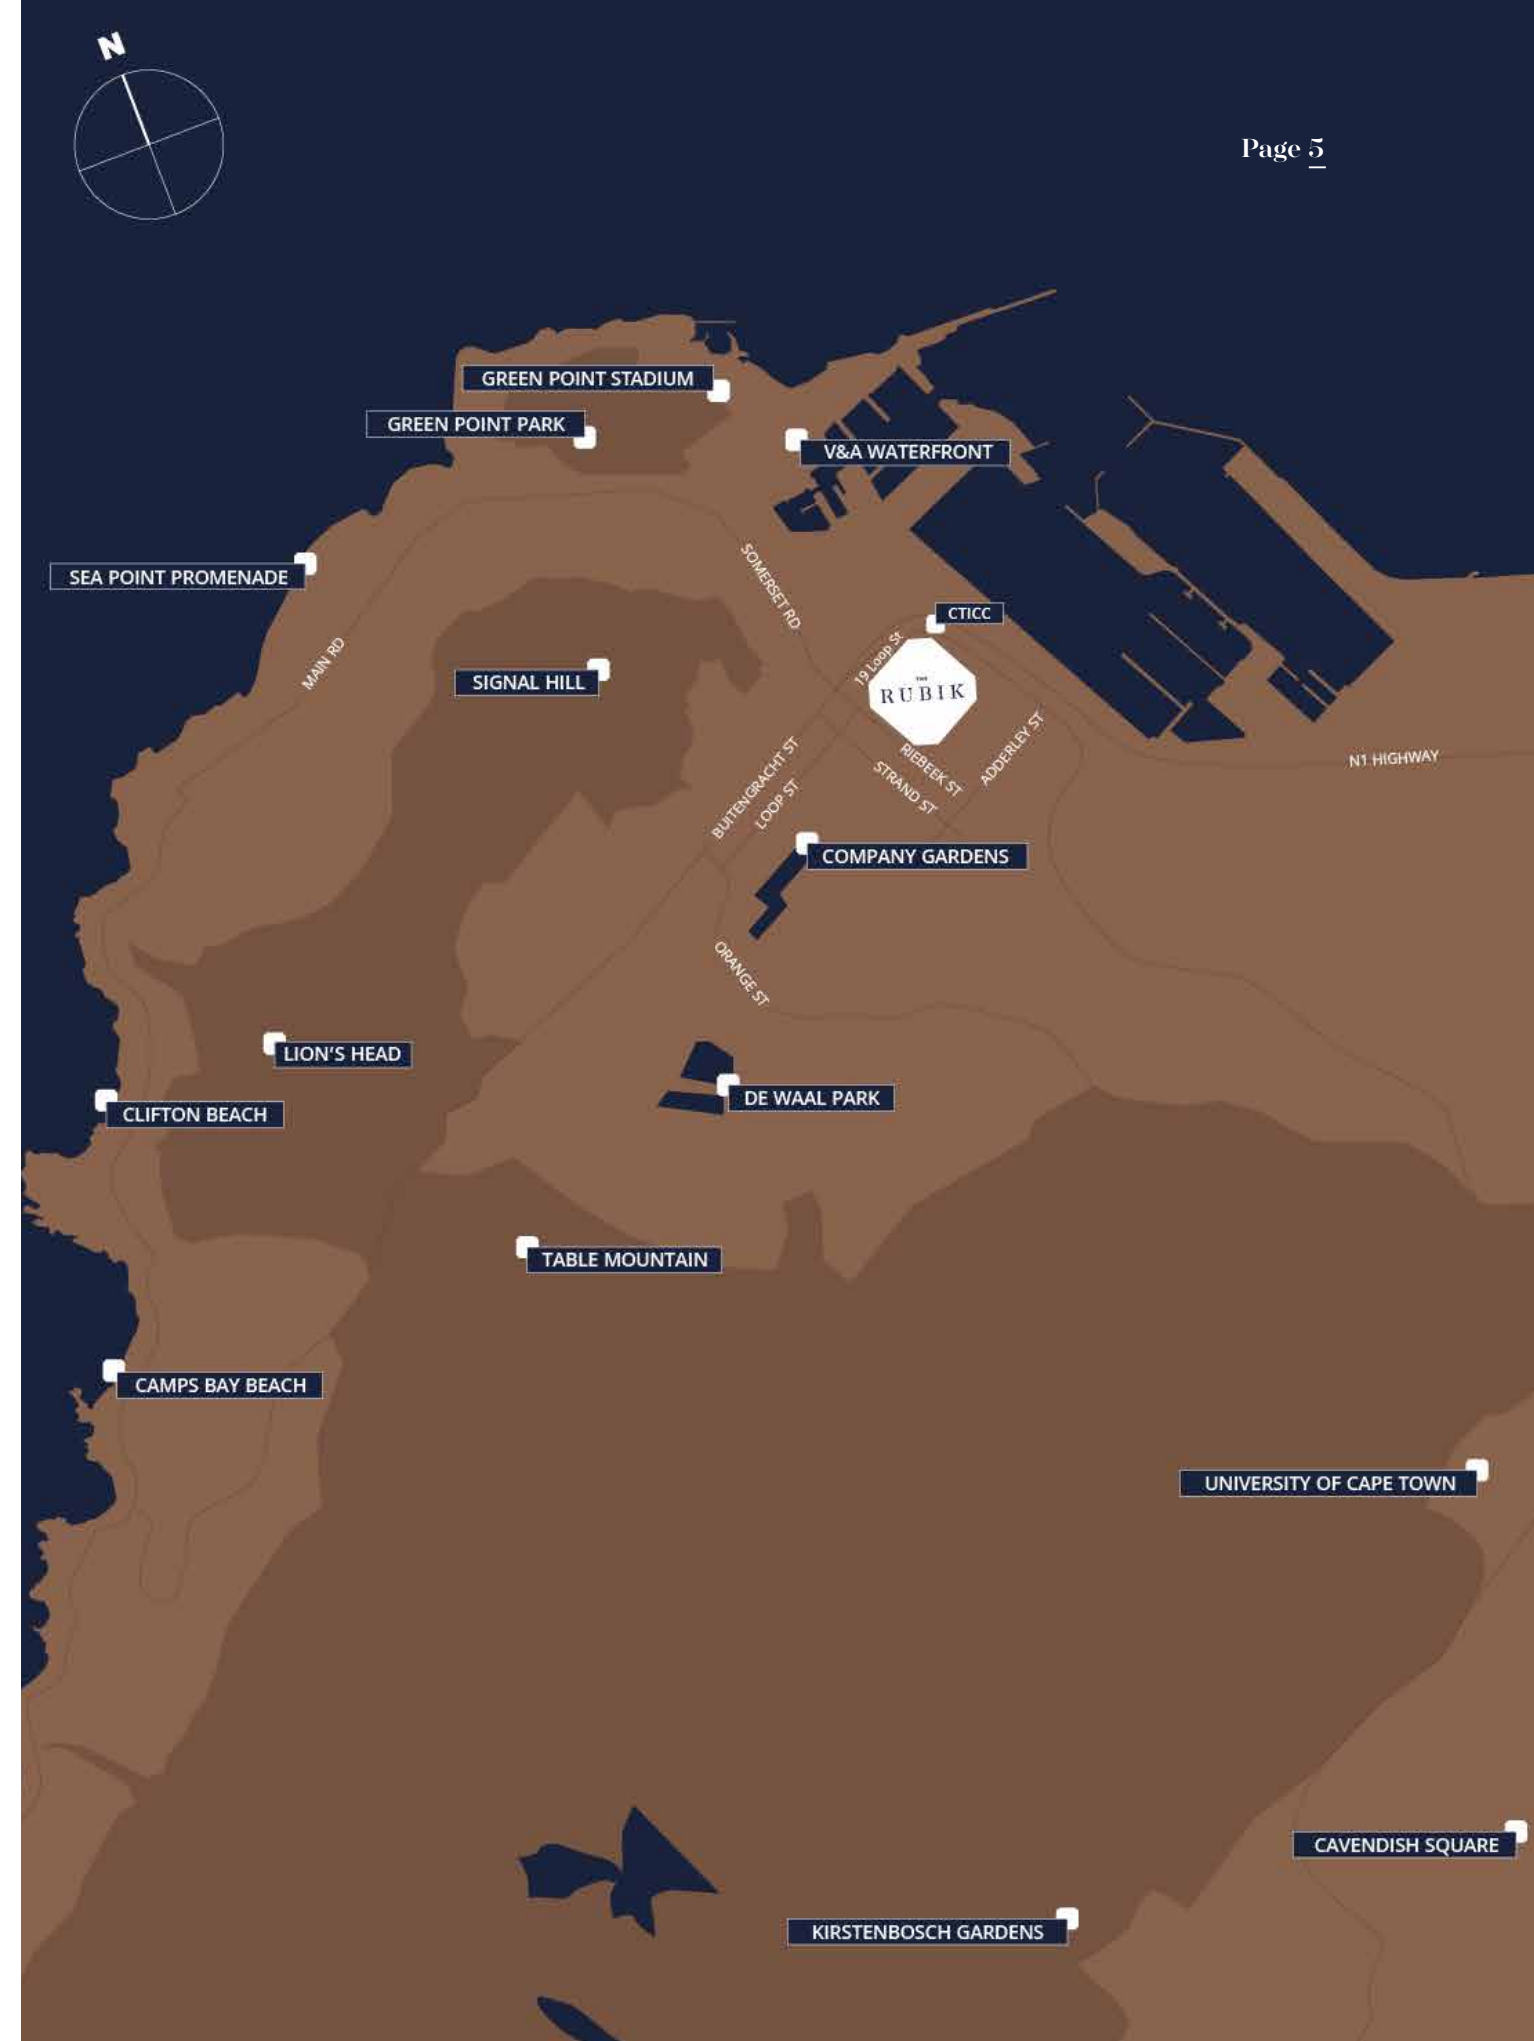 N
Page 5
GREEN POINT STADIUM
GREEN POINT PARK
V&A WATERFRONT
SEA POINT PROMENADE
SOMERSET RD
CTICC
MAIN RD
19 Loop St
SIGNAL HILL
THE
RUBIK
BUITENGRACHT ST
LOOP ST
RIEBEEK ST
STRAND ST
ADDERLEY ST
N1 HIGHWAY
COMPANY GARDENS
ORANGE ST
LION'S HEAD
CLIFTON BEACH
DE WAAL PARK
TABLE MOUNTAIN
CAMPS BAY BEACH
UNIVERSITY OF CAPE TOWN
CAVENDISH SQUARE
KIRSTENBOSCH GARDENS